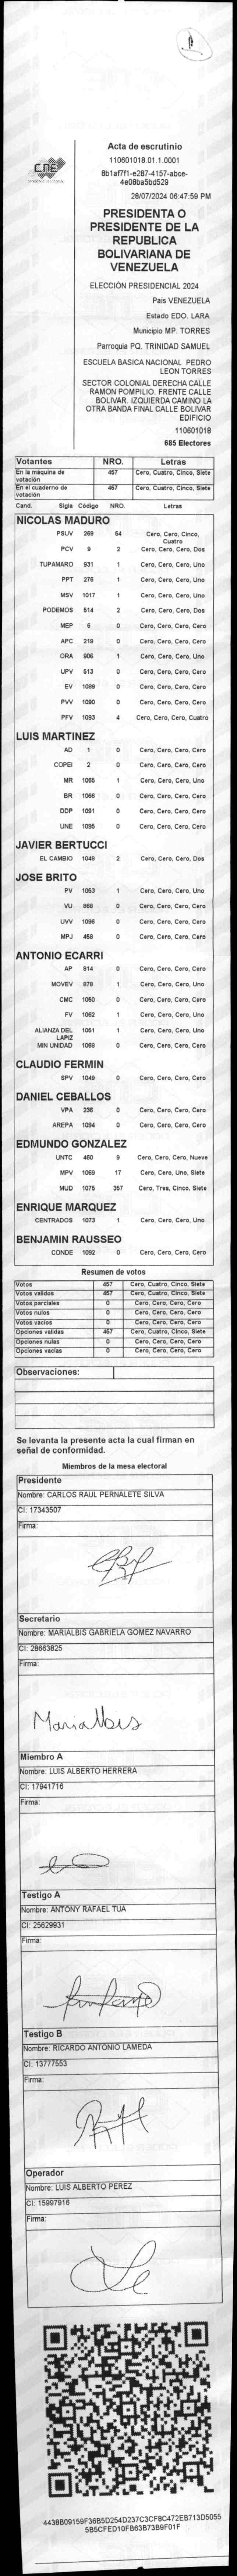 CNE
Acta de escrutinio
110601018.01.1.0001
8b1af7f1-e287-4157-abce-
4e08ba5bd529
28/07/2024 06:47:59 PM
PRESIDENTA O
PRESIDENTE DE LA
REPUBLICA
BOLIVARIANA DE
VENEZUELA
ELECCIÓN PRESIDENCIAL 2024
País VENEZUELA
Estado EDO. LARA
Municipio MP. TORRES
Parroquia PQ. TRINIDAD SAMUEL
ESCUELA BASICA NACIONAL PEDRO
LEON TORRES
SECTOR COLONIAL DERECHA CALLE
RAMON POMPILIO. FRENTE CALLE
BOLIVAR. IZQUIERDA CAMINO LA
OTRA BANDA FINAL CALLE BOLIVAR
EDIFICIO
110601018
685 Electores
Votantes NRO. Letras
En la máquina de votación 457 Cero, Cuatro, Cinco, Siete
En el cuaderno de votación 457 Cero, Cuatro, Cinco, Siete
Cand. Sigla Código NRO. Letras
NICOLAS MADURO
PSUV 269 54 Cero, Cero, Cinco, Cuatro
PCV 9 2 Cero, Cero, Cero, Dos
TUPAMARO 931 1 Cero, Cero, Cero, Uno
PPT 276 1 Cero, Cero, Cero, Uno
MSV 1017 1 Cero, Cero, Cero, Uno
PODEMOS 514 2 Cero, Cero, Cero, Dos
MEP 6 0 Cero, Cero, Cero, Cero
APC 219 0 Cero, Cero, Cero, Cero
ORA 906 1 Cero, Cero, Cero, Uno
UPV 513 0 Cero, Cero, Cero, Cero
EV 1089 0 Cero, Cero, Cero, Cero
PVV 1090 0 Cero, Cero, Cero, Cero
PFV 1093 4 Cero, Cero, Cero, Cuatro
LUIS MARTINEZ
AD 1 0 Cero, Cero, Cero, Cero
COPEI 2 0 Cero, Cero, Cero, Cero
MR 1065 1 Cero, Cero, Cero, Uno
BR 1066 0 Cero, Cero, Cero, Cero
DDP 1091 0 Cero, Cero, Cero, Cero
UNE 1095 0 Cero, Cero, Cero, Cero
JAVIER BERTUCCI
EL CAMBIO 1048 2 Cero, Cero, Cero, Dos
JOSE BRITO
PV 1053 1 Cero, Cero, Cero, Uno
VU 868 0 Cero, Cero, Cero, Cero
UVV 1096 0 Cero, Cero, Cero, Cero
MPJ 458 0 Cero, Cero, Cero, Cero
ANTONIO ECARRI
AP 814 0 Cero, Cero, Cero, Cero
MOVEV 878 1 Cero, Cero, Cero, Uno
CMC 1050 0 Cero, Cero, Cero, Cero
FV 1062 1 Cero, Cero, Cero, Uno
ALIANZA DEL LAPIZ 1051 1 Cero, Cero, Cero, Uno
MIN UNIDAD 1068 0 Cero, Cero, Cero, Cero
CLAUDIO FERMIN
SPV 1049 0 Cero, Cero, Cero, Cero
DANIEL CEBALLOS
VPA 236 0 Cero, Cero, Cero, Cero
AREPA 1094 0 Cero, Cero, Cero, Cero
EDMUNDO GONZALEZ
UNTC 460 9 Cero, Cero, Cero, Nueve
MPV 1069 17 Cero, Cero, Uno, Siete
MUD 1075 357 Cero, Tres, Cinco, Siete
ENRIQUE MARQUEZ
CENTRADOS 1073 1 Cero, Cero, Cero, Uno
BENJAMIN RAUSSEO
CONDE 1092 0 Cero, Cero, Cero, Cero
Resumen de votos
Votos 457 Cero, Cuatro, Cinco, Siete
Votos validos 457 Cero, Cuatro, Cinco, Siete
Votos parciales 0 Cero, Cero, Cero, Cero
Votos nulos 0 Cero, Cero, Cero, Cero
Votos vacíos 0 Cero, Cero, Cero, Cero
Opciones validas 457 Cero, Cuatro, Cinco, Siete
Opciones nulas 0 Cero, Cero, Cero, Cero
Opciones vacías 0 Cero, Cero, Cero, Cero
Observaciones:
Se levanta la presente acta la cual firman en
señal de conformidad.
Miembros de la mesa electoral
Presidente
Nombre: CARLOS RAUL PERNALETE SILVA
CI: 17343507
Firma:
Secretario
Nombre: MARIALBIS GABRIELA GOMEZ NAVARRO
CI: 28663825
Firma:
Marialbis
Miembro A
Nombre: LUIS ALBERTO HERRERA
CI: 17941716
Firma:
Testigo A
Nombre: ANTONY RAFAEL TUA
CI: 25629931
Firma:
Testigo B
Nombre: RICARDO ANTONIO LAMEDA
CI: 13777553
Firma:
Operador
Nombre: LUIS ALBERTO PEREZ
CI: 15997916
Firma:
4438B09159F36B5D254D237C3CF8C472EB713D5055
5B5CFED10FB63B73B9F01F